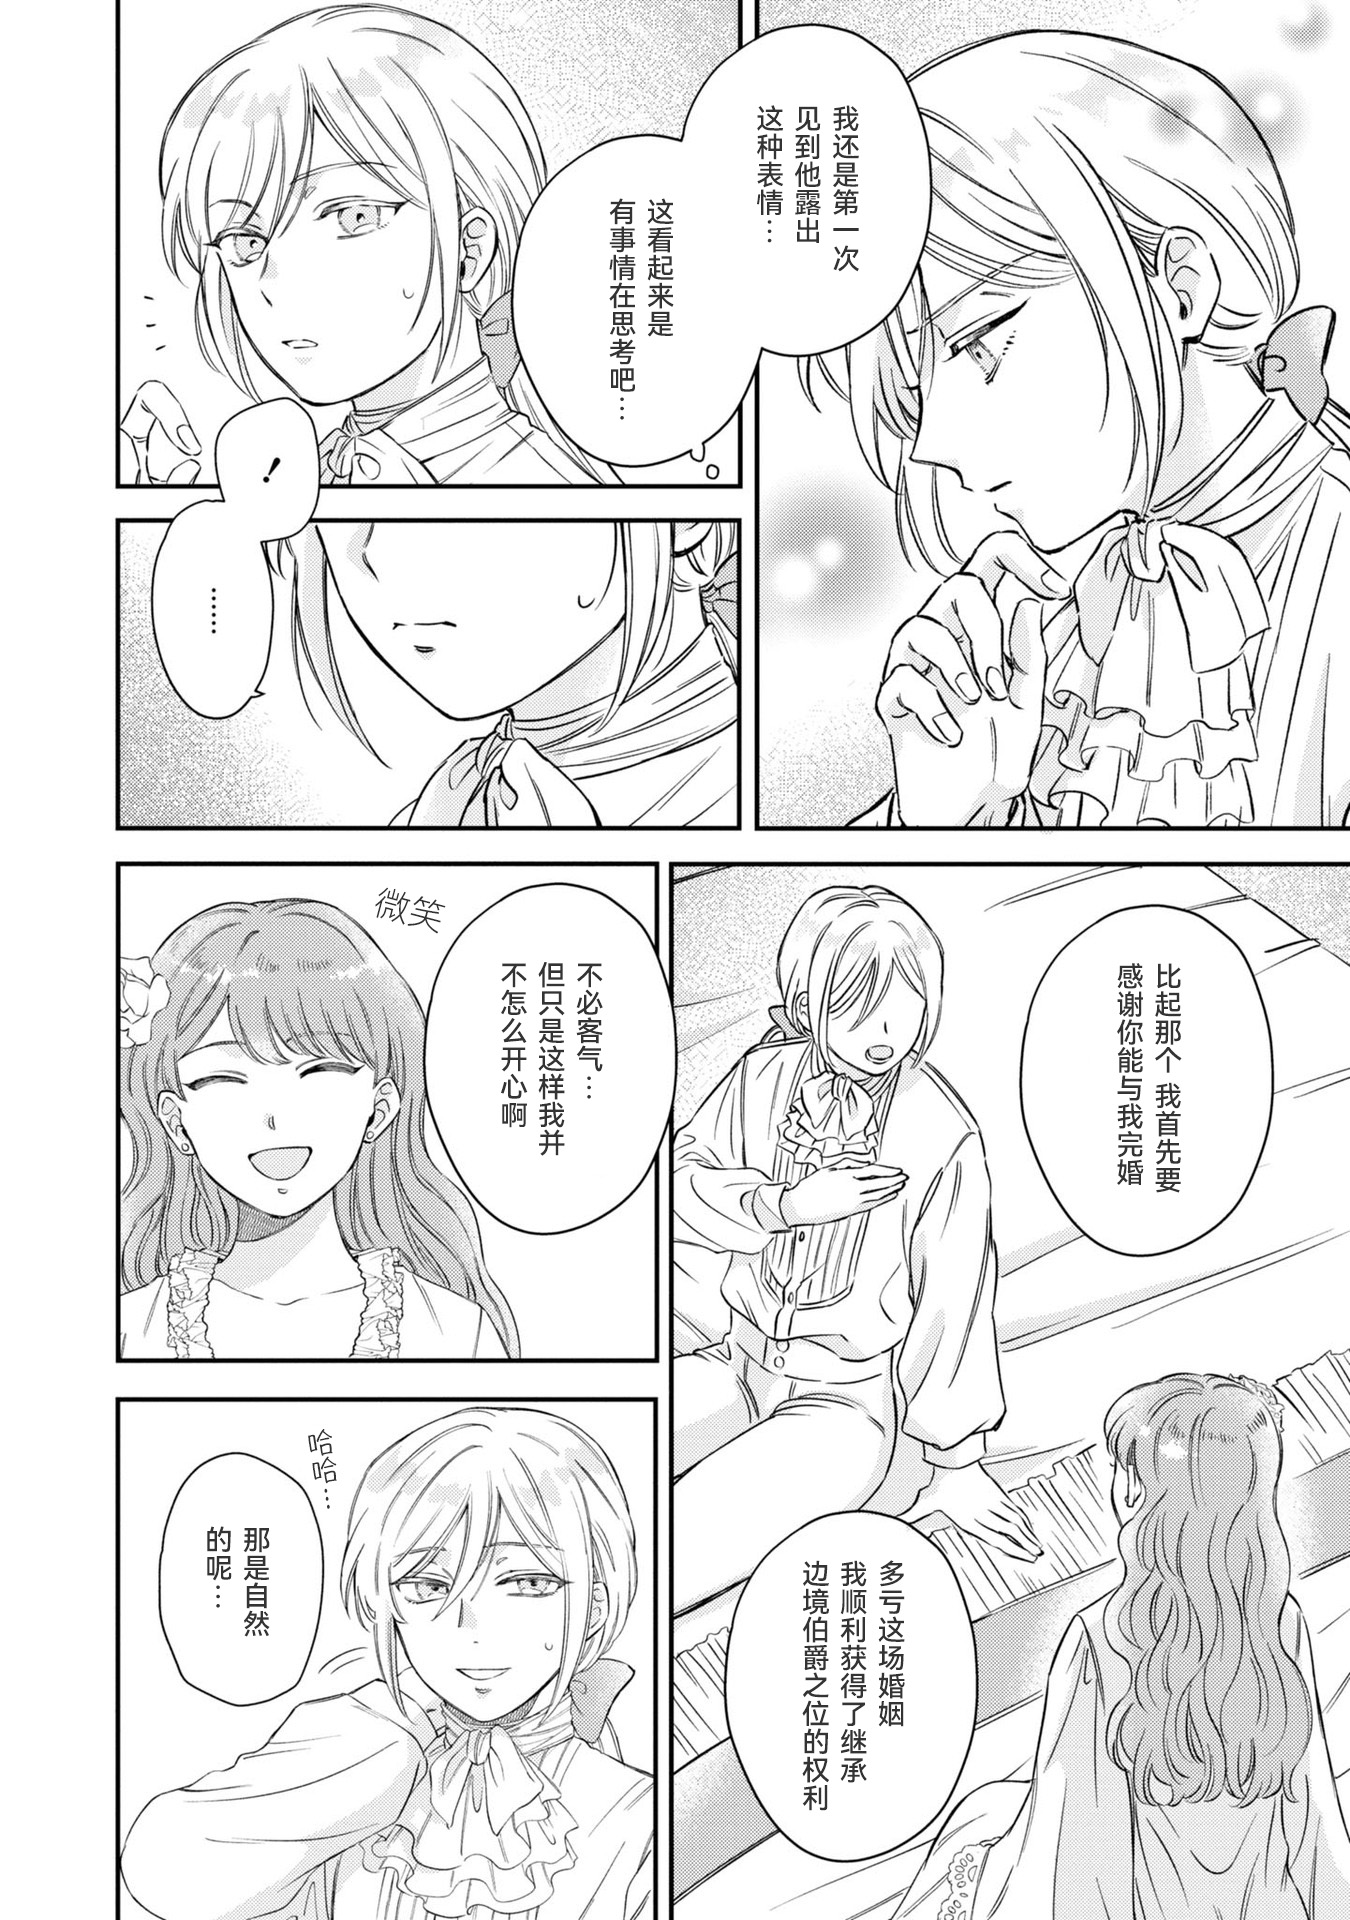 我还是第一次
见到他露出
这种表情…
这看起来是
有事情在思考吧…
！
……
比起那个 我首先要
感谢你能与我完婚
多亏这场婚姻
我顺利获得了继承
边境伯爵之位的权利
微笑
不必客气…
但只是这样我并
不怎么开心啊
哈哈…
那是自然
的呢…